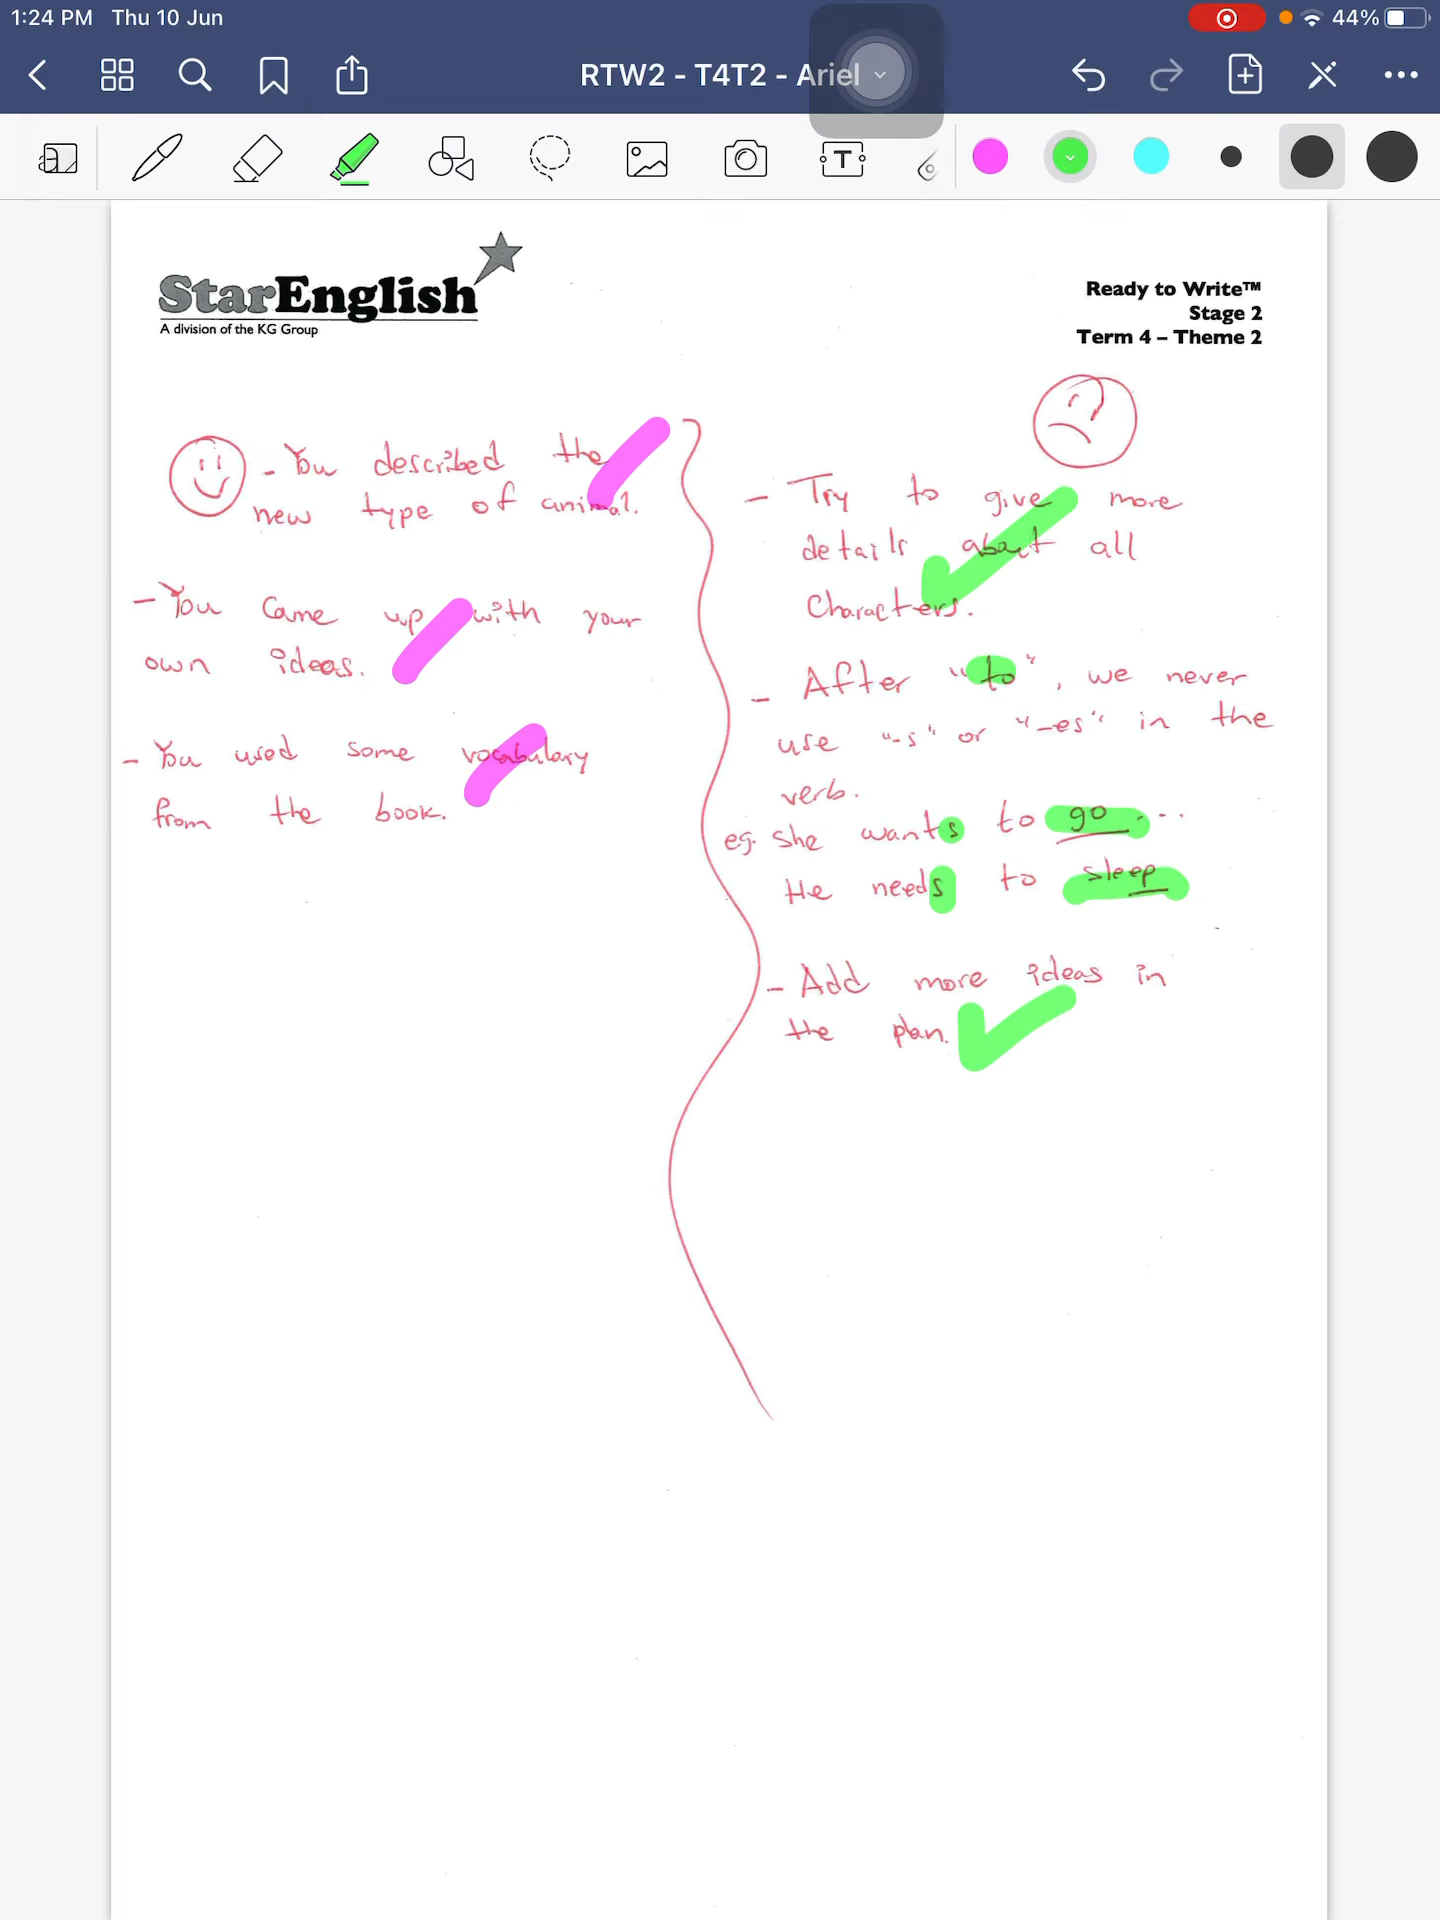 1:24 PM Thu 10 Jun
44%
RTW2 - T4T2 - Ariel
StarEnglish
A division of the KG Group
Ready to Write™
Stage 2
Term 4 – Theme 2
- You described the
new type of animal.
- You came up with your
own ideas.
- You used some vocabulary
from the book.
- Try to give more
details about all
characters.
- After "to", we never
use "-s" or "-es" in the
verb.
eg. She wants to go...
He needs to sleep
- Add more ideas in
the plan.